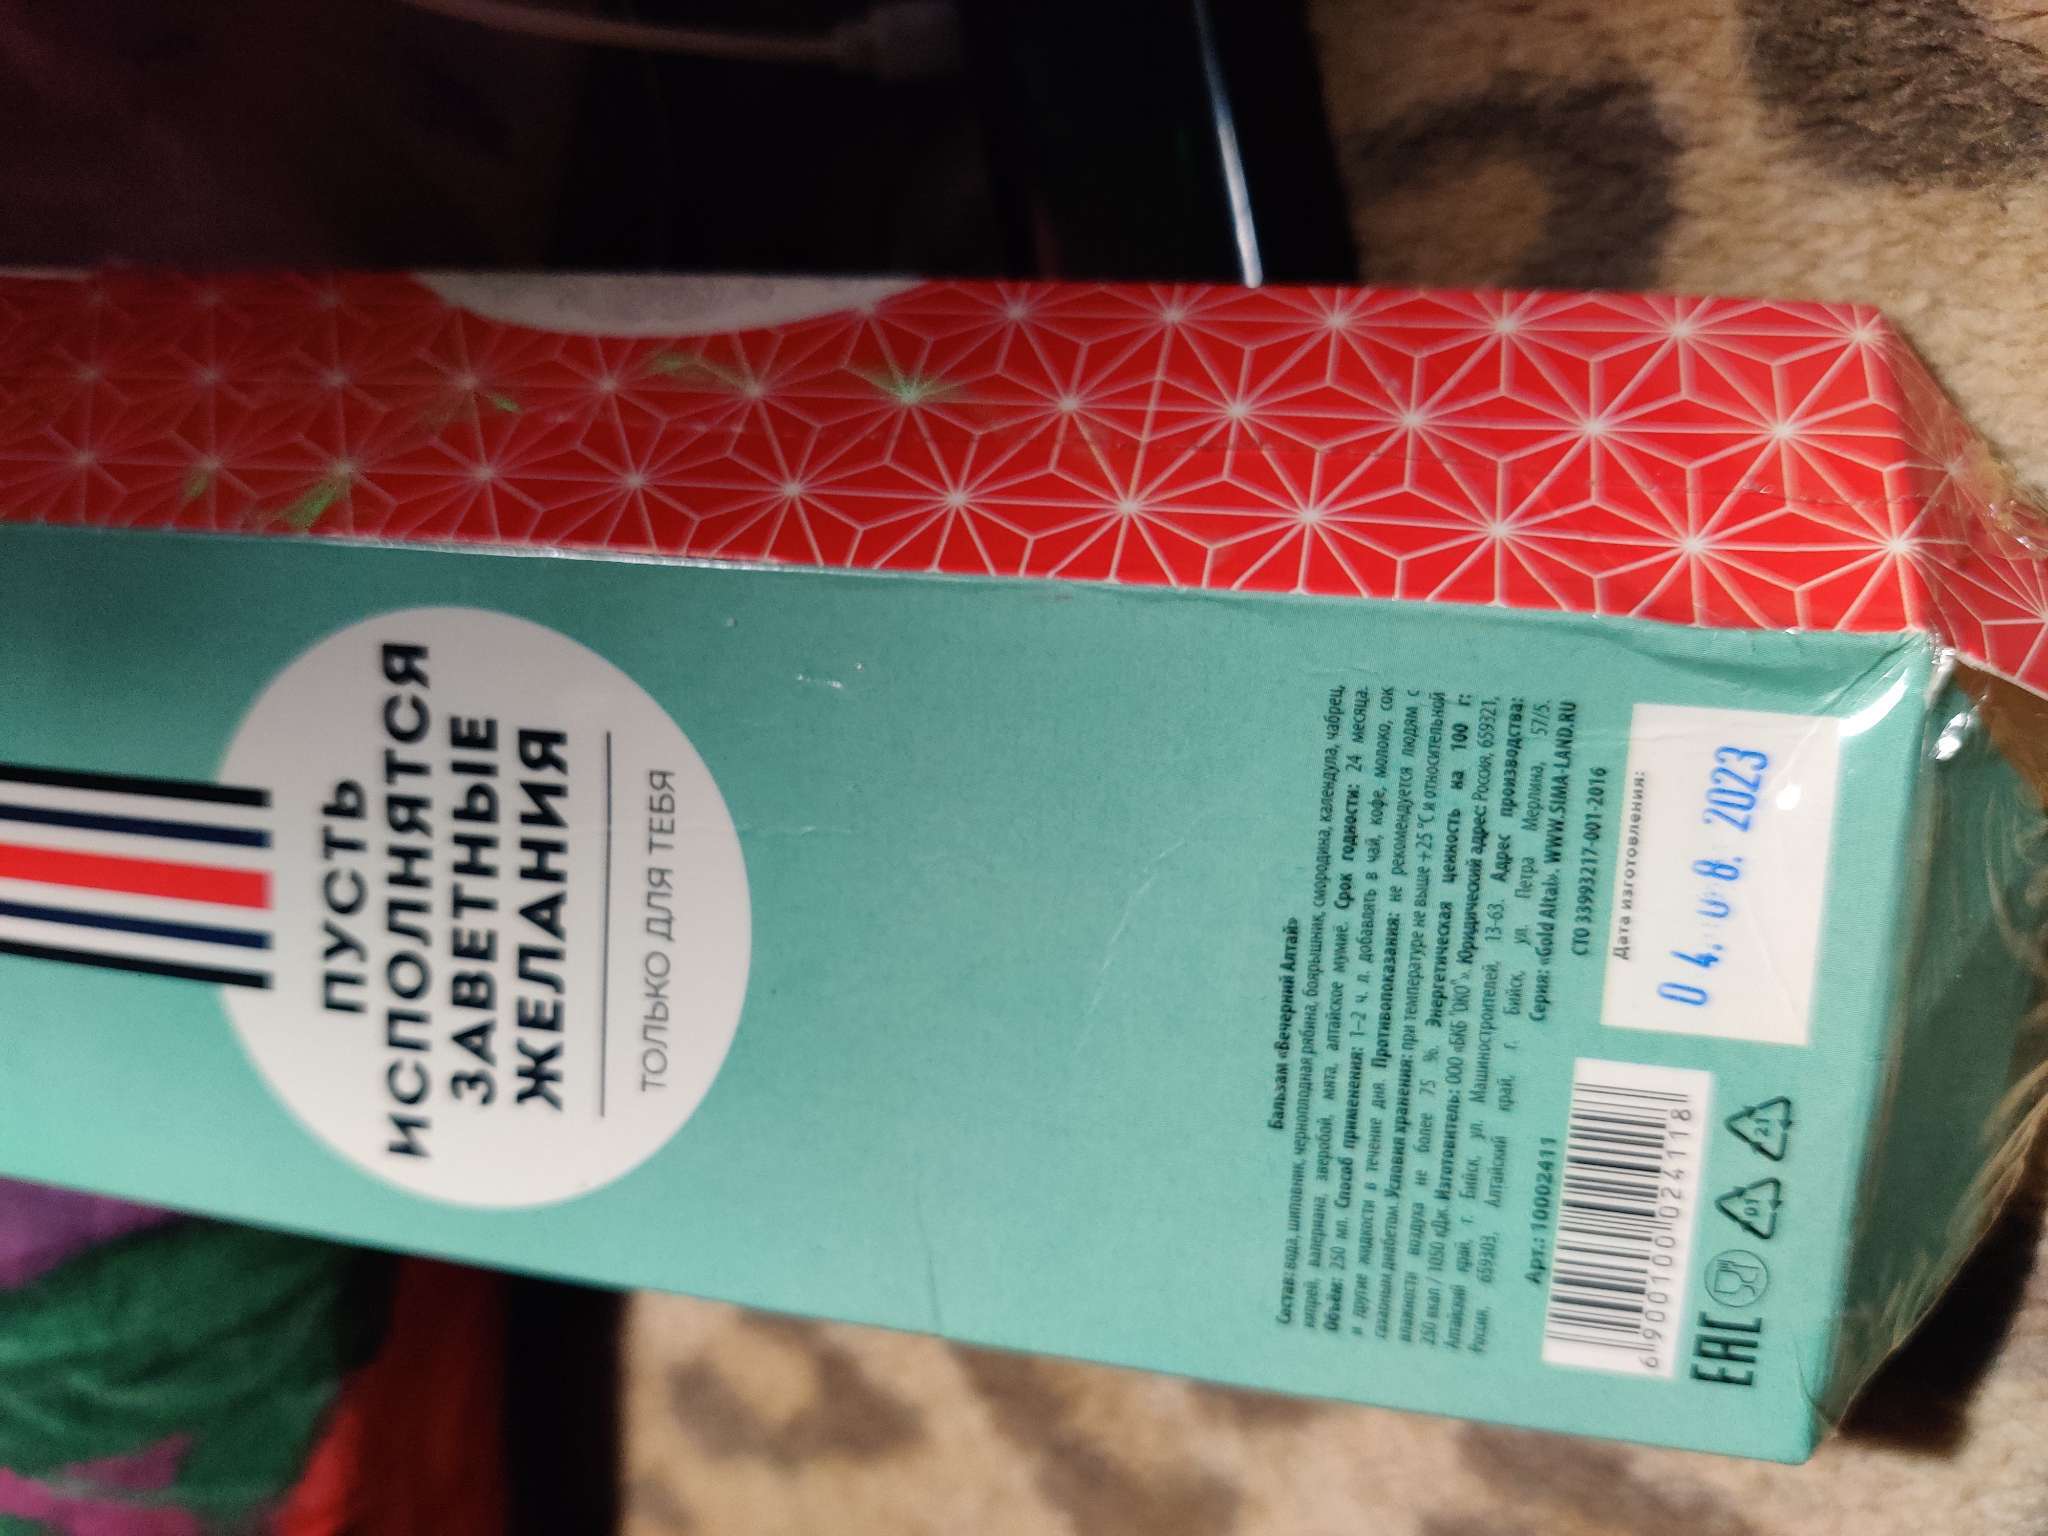 ПУСТЬ
ИСПОЛНЯТСЯ
ЗАВЕТНЫЕ
ЖЕЛАНИЯ
ТОЛЬКО ДЛЯ ТЕБЯ
Бальзам «Вечерний Алтай»
Состав: вода, шиповник, черноплодная рябина, боярышник, смородина, календула, чабрец,
кипрей, валериана, зверобой, мята, алтайское мумиё. Срок годности: 24 месяца.
Объём: 250 мл. Способ применения: 1–2 ч. л. добавлять в чай, кофе, молоко, сок
и другие жидкости в течение дня. Противопоказания: не рекомендуется людям с
сахарным диабетом. Условия хранения: при температуре не выше +25 °С и относительной
влажности воздуха не более 75 %. Энергетическая ценность на 100 г:
250 ккал / 1050 кДж. Изготовитель: ООО «БКБ "ОКО"». Юридический адрес: Россия, 659321,
Алтайский край, г. Бийск, ул. Машиностроителей, 13-63. Адрес производства:
Россия, 659303, Алтайский край, г. Бийск, ул. Петра Мерлина, 57/5.
Серия: «Gold Altai». WWW.SIMA-LAND.RU
Арт.: 10002411
СТО 33993217-001-2016
6 900100 024118
Дата изготовления:
04.08.2023
EAC
01
21